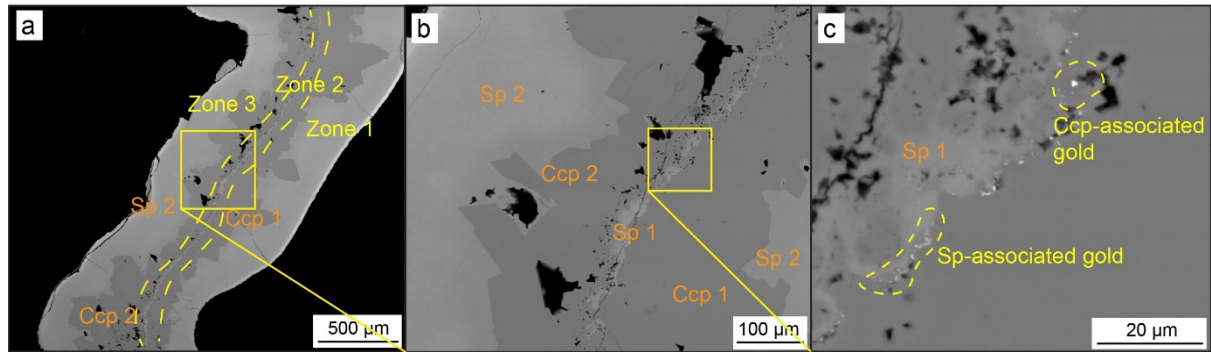 a
Zone 2
Zone 3
Zone 1
Sp 2
Ccp 1
Ccp 2
500 µm
b
Sp 2
Ccp 2
Sp 1
Sp 2
Ccp 1
100 µm
c
Ccp-associated
gold
Sp 1
Sp-associated gold
20 µm